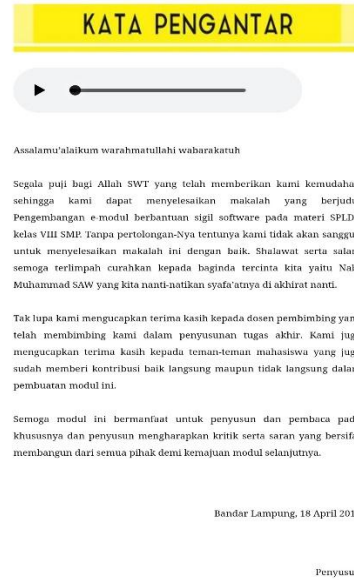 KATA PENGANTAR
Assalamu'alaikum warahmatullahi wabarakatuh
Segala puji bagi Allah SWT yang telah memberikan kami kemudaha
sehingga kami dapat menyelesaikan makalah yang berjudu
Pengembangan e-modul berbantuan sigil software pada materi SPLD
kelas VIII SMP. Tanpa pertolongan-Nya tentunya kami tidak akan sanggu
untuk menyelesaikan makalah ini dengan baik. Shalawat serta sala
semoga terlimpah curahkan kepada baginda tercinta kita yaitu Na
Muhammad SAW yang kita nanti-natikan syafa'atnya di akhirat nanti.
Tak lupa kami mengucapkan terima kasih kepada dosen pembimbing yan
telah membimbing kami dalam penyusunan tugas akhir. Kami jug
mengucapkan terima kasih kepada teman-teman mahasiswa yang jug
sudah memberi kontribusi baik langsung maupun tidak langsung dala
pembuatan modul ini.
Semoga modul ini bermanfaat untuk penyusun dan pembaca pad
khususnya dan penyusun mengharapkan kritik serta saran yang bersifa
membangun dari semua pihak demi kemajuan modul selanjutnya.
Bandar Lampung, 18 April 201
Penyusu